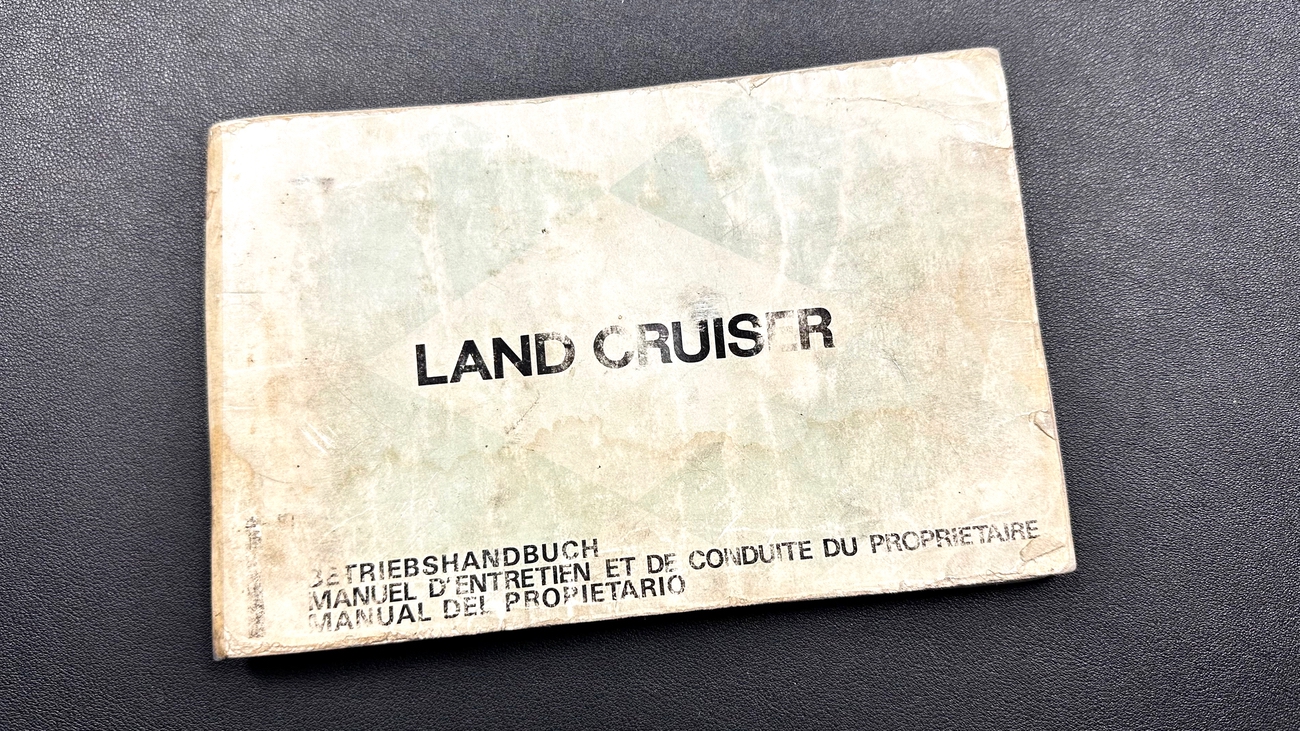 LAND CRUISER
BETRIEBSHANDBUCH
MANUEL D'ENTRETIEN ET DE CONDUITE DU PROPRIETAIRE
MANUAL DEL PROPIETARIO